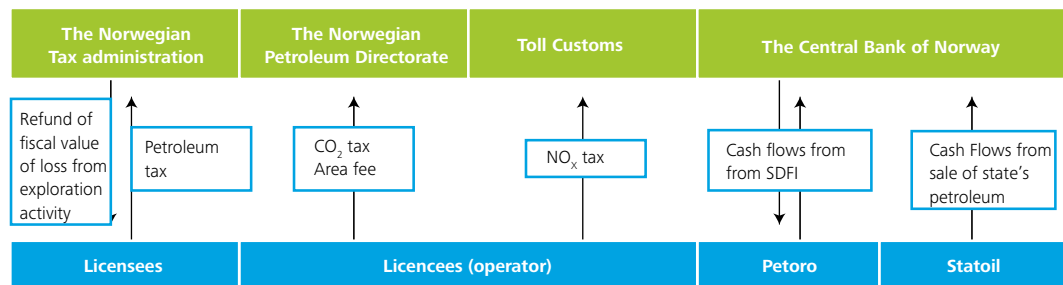 The Norwegian
Tax administration
The Norwegian
Petroleum Directorate
Toll Customs
The Central Bank of Norway
Refund of
fiscal value
of loss from
exploration
activity
Petroleum
tax
CO₂ tax
Area fee
NOₓ tax
Cash flows from
from SDFI
Cash Flows from
sale of state’s
petroleum
Licensees
Licencees (operator)
Petoro
Statoil